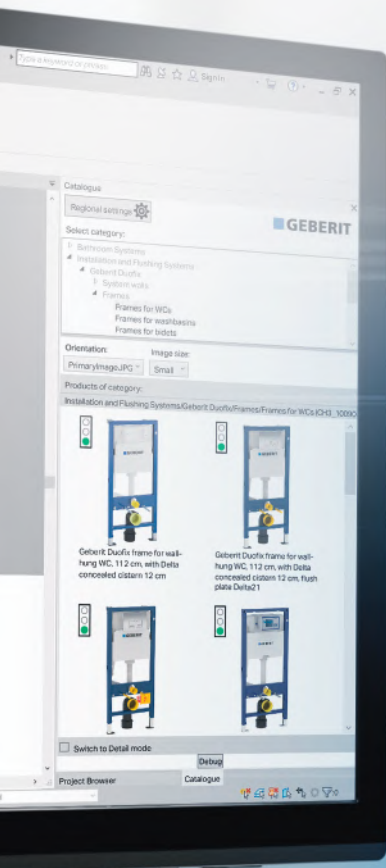 Type a keyword or phrase
Sign In
Catalogue
Regional settings
GEBERIT
Select category:
Bathroom Systems
Installation and Flushing Systems
Geberit Duofix
System walls
Frames
Frames for WCs
Frames for washbasins
Frames for bidets
Orientation:
Image size:
PrimaryImageJPG
Small
Products of category:
Installation and Flushing Systems/Geberit Duofix/Frames/Frames for WCs
Geberit Duofix frame for wall-
hung WC, 112 cm, with Delta
concealed cistern 12 cm
Geberit Duofix frame for wall-
hung WC, 112 cm, with Delta
concealed cistern 12 cm, flush
plate Delta21
GEBERIT
Switch to Detail mode
Debug
Project Browser
Catalogue